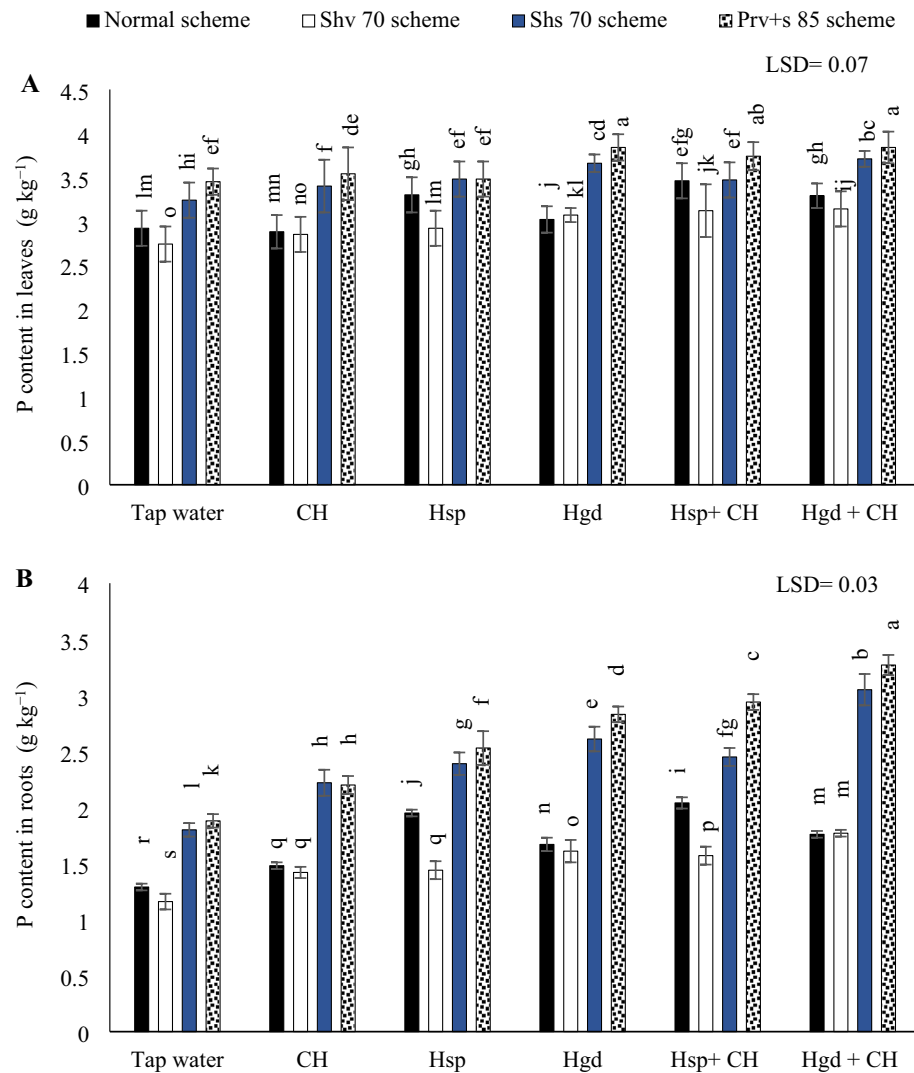 Normal scheme Shv 70 scheme Shs 70 scheme Prv+s 85 scheme
LSD= 0.07
A
P content in leaves (g kg⁻¹)
4.5
4
3.5
3
2.5
2
1.5
1
0.5
0
lm o hi ef mn no f de gh lm ef ef j kl cd a efg jk ef ab gh ij bc a
Tap water CH Hsp Hgd Hsp+ CH Hgd + CH
B
LSD= 0.03
P content in roots (g kg⁻¹)
4
3.5
3
2.5
2
1.5
1
0.5
0
r s l k q q h h j q g f n o e d i p fg c m m b a
Tap water CH Hsp Hgd Hsp+ CH Hgd + CH